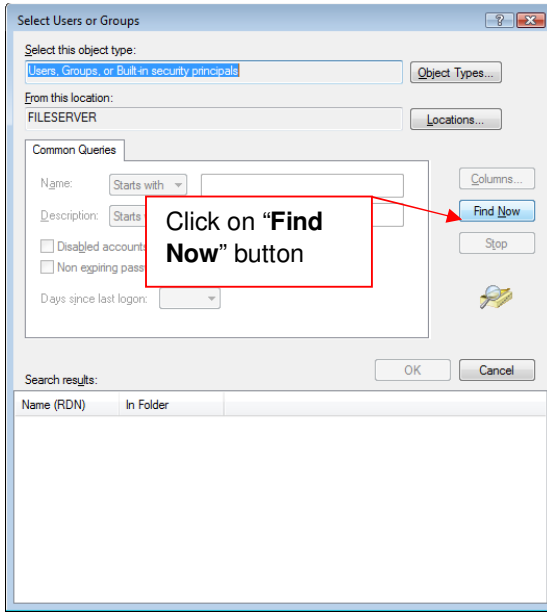 Select Users or Groups
Select this object type:
Users, Groups, or Built-in security principals
Object Types...
From this location:
FILESERVER
Locations...
Common Queries
Name:
Starts with
Columns...
Description:
Starts
Click on “Find
Now” button
Find Now
Disabled accounts
Stop
Non expiring pass
Days since last logon:
OK
Cancel
Search results:
Name (RDN)
In Folder